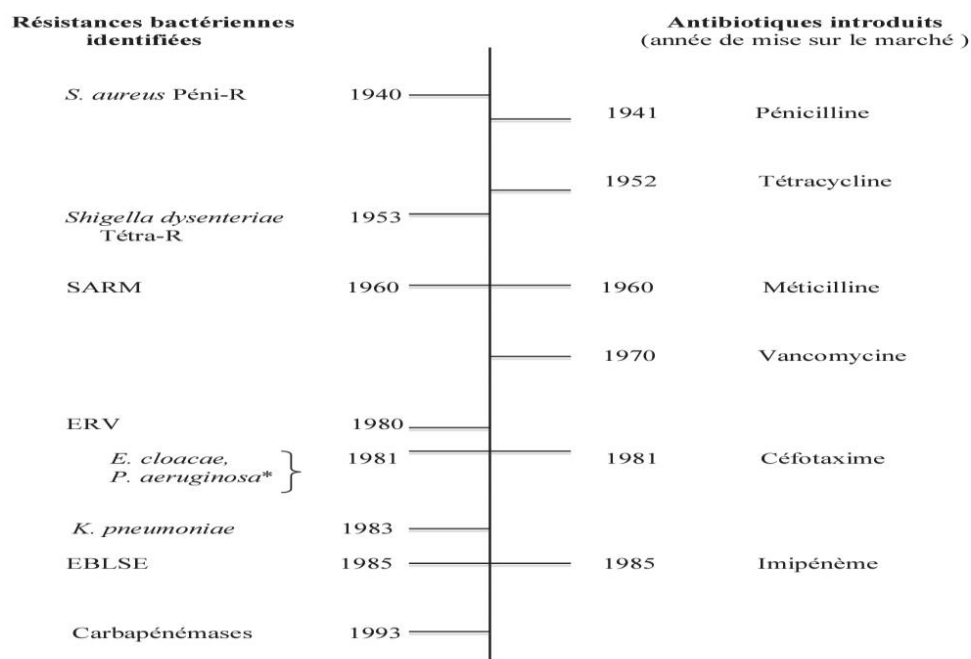 Résistances bactériennes
identifiées
Antibiotiques introduits
(année de mise sur le marché )
S. aureus Péni-R 1940
1941 Pénicilline
1952 Tétracycline
Shigella dysenteriae 1953
Tétra-R
SARM 1960 1960 Méticilline
1970 Vancomycine
ERV 1980
E. cloacae,
P. aeruginosa* } 1981 1981 Céfotaxime
K. pneumoniae 1983
EBLSE 1985 1985 Imipénème
Carbapénémases 1993